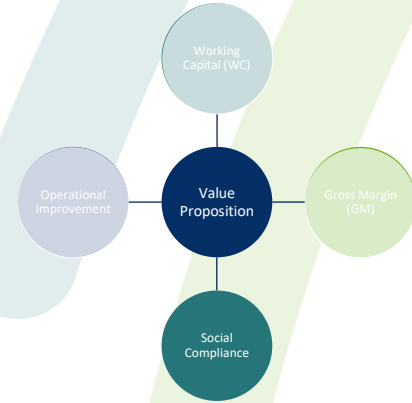 Working
Capital (WC)
Operational
Improvement
Value
Proposition
Gross Margin
(GM)
Social
Compliance